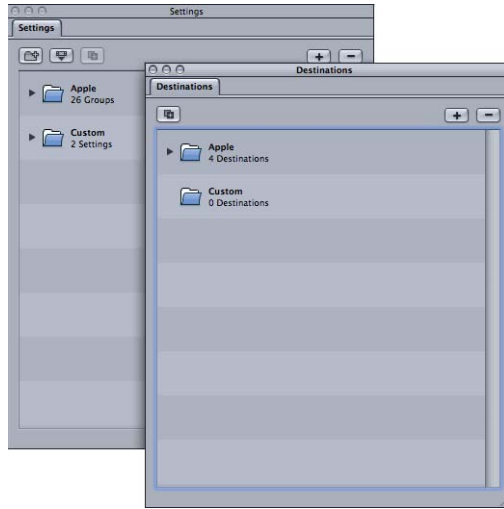 Settings
Settings
Apple
26 Groups
Custom
2 Settings
Destinations
Destinations
Apple
4 Destinations
Custom
0 Destinations